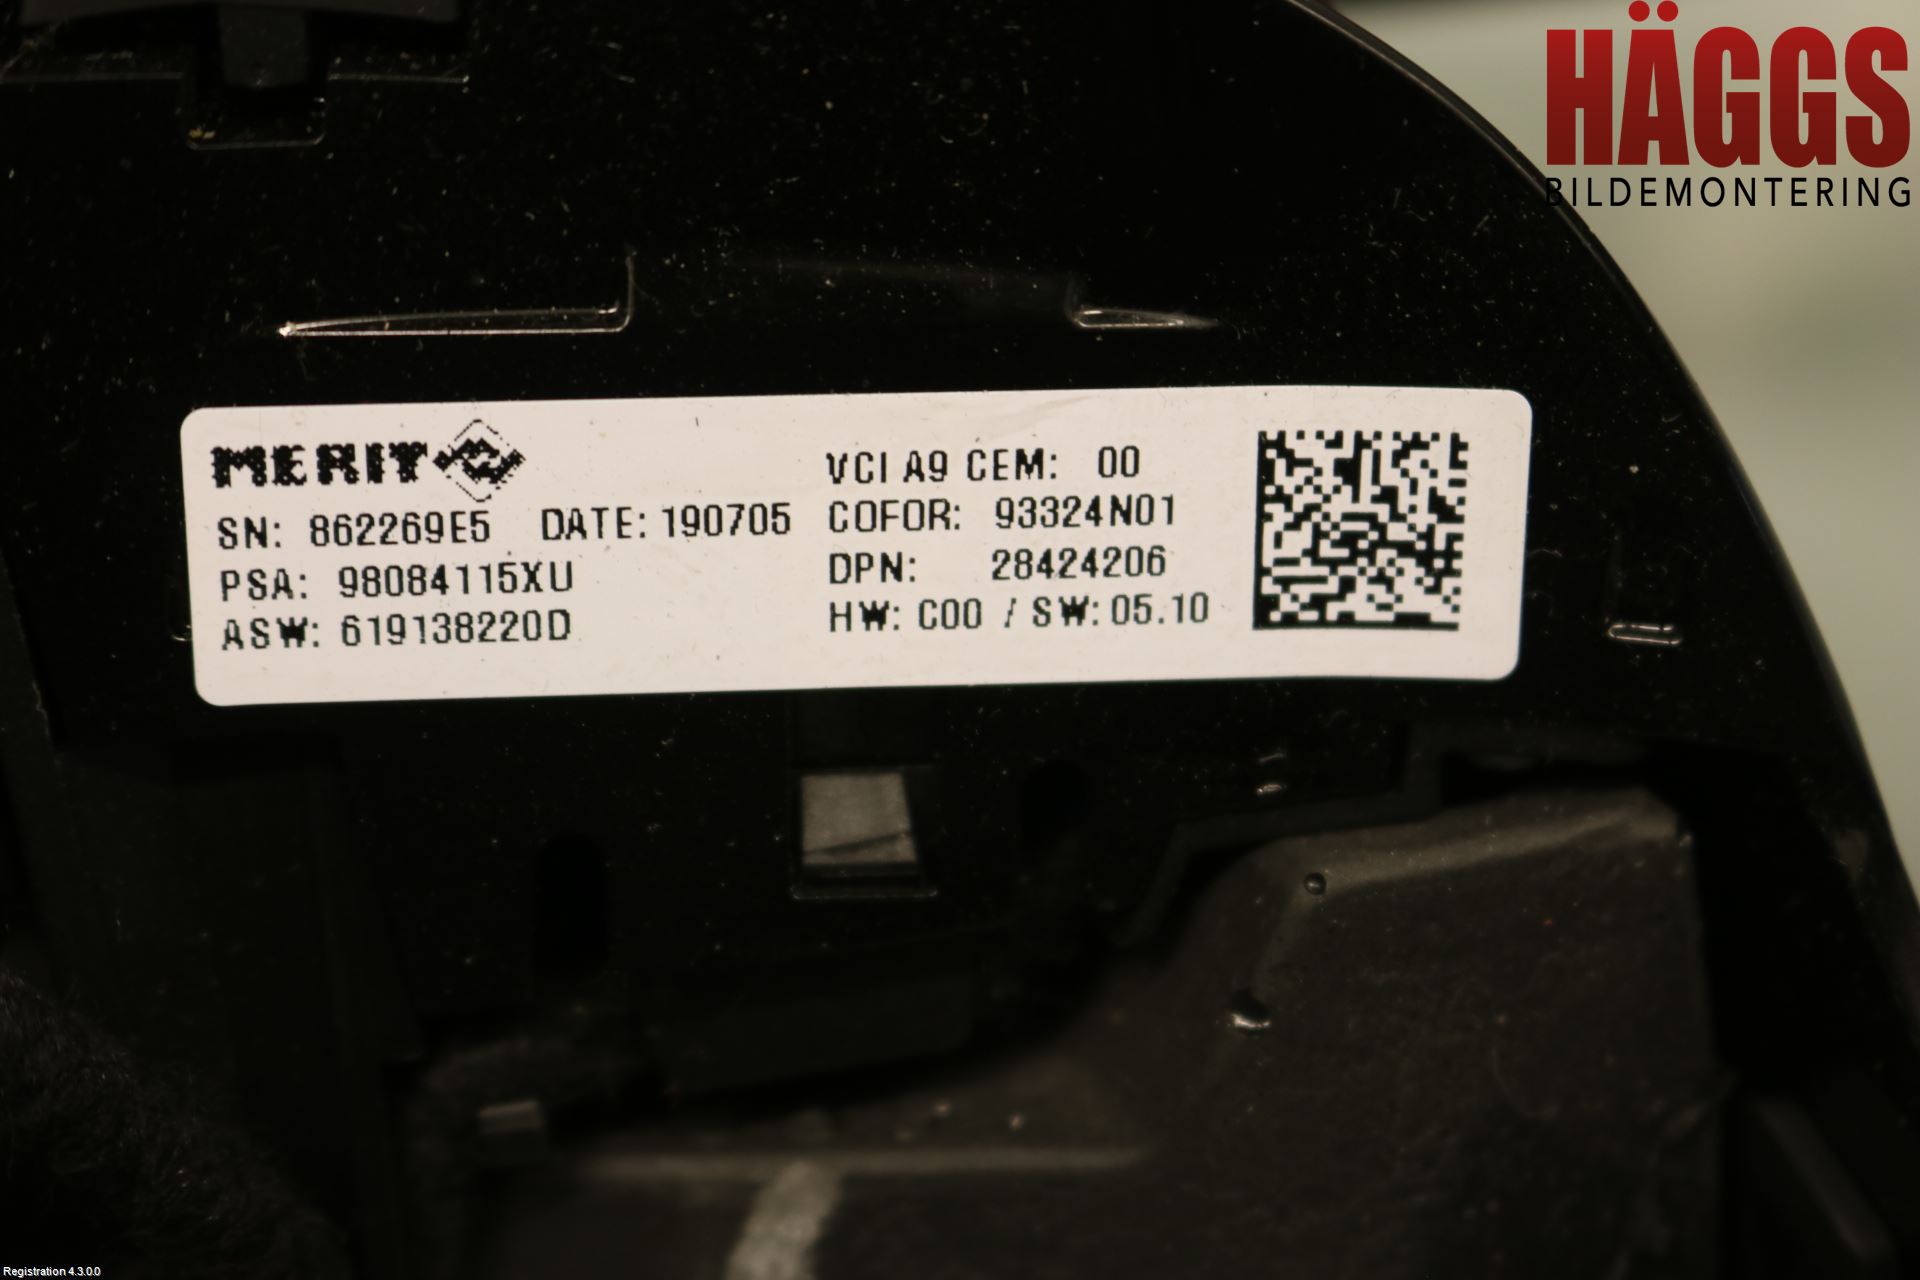 HÄGGS
BILDEMONTERING
MERIT
SN: 862269E5 DATE: 190705
PSA: 98084115XU
ASW: 619138220D
VCI A9 CEM: 00
COFOR: 93324N01
DPN: 28424206
HW: C00 / SW: 05.10
Registration 4.3.0.0